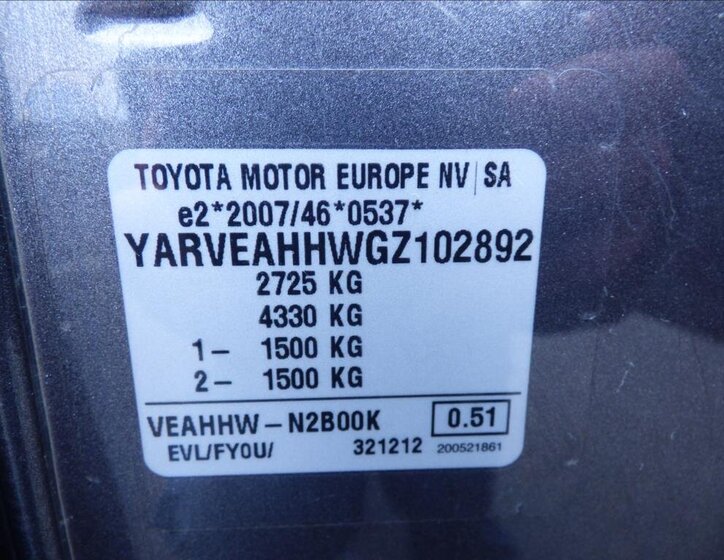 TOYOTA MOTOR EUROPE NV|SA
e2*2007/46*0537*
YARVEAHHWGZ102892
2725 KG
4330 KG
1- 1500 KG
2- 1500 KG
VEAHHW-N2B00K 0.51
EVL/FY0U/ 321212 200521861